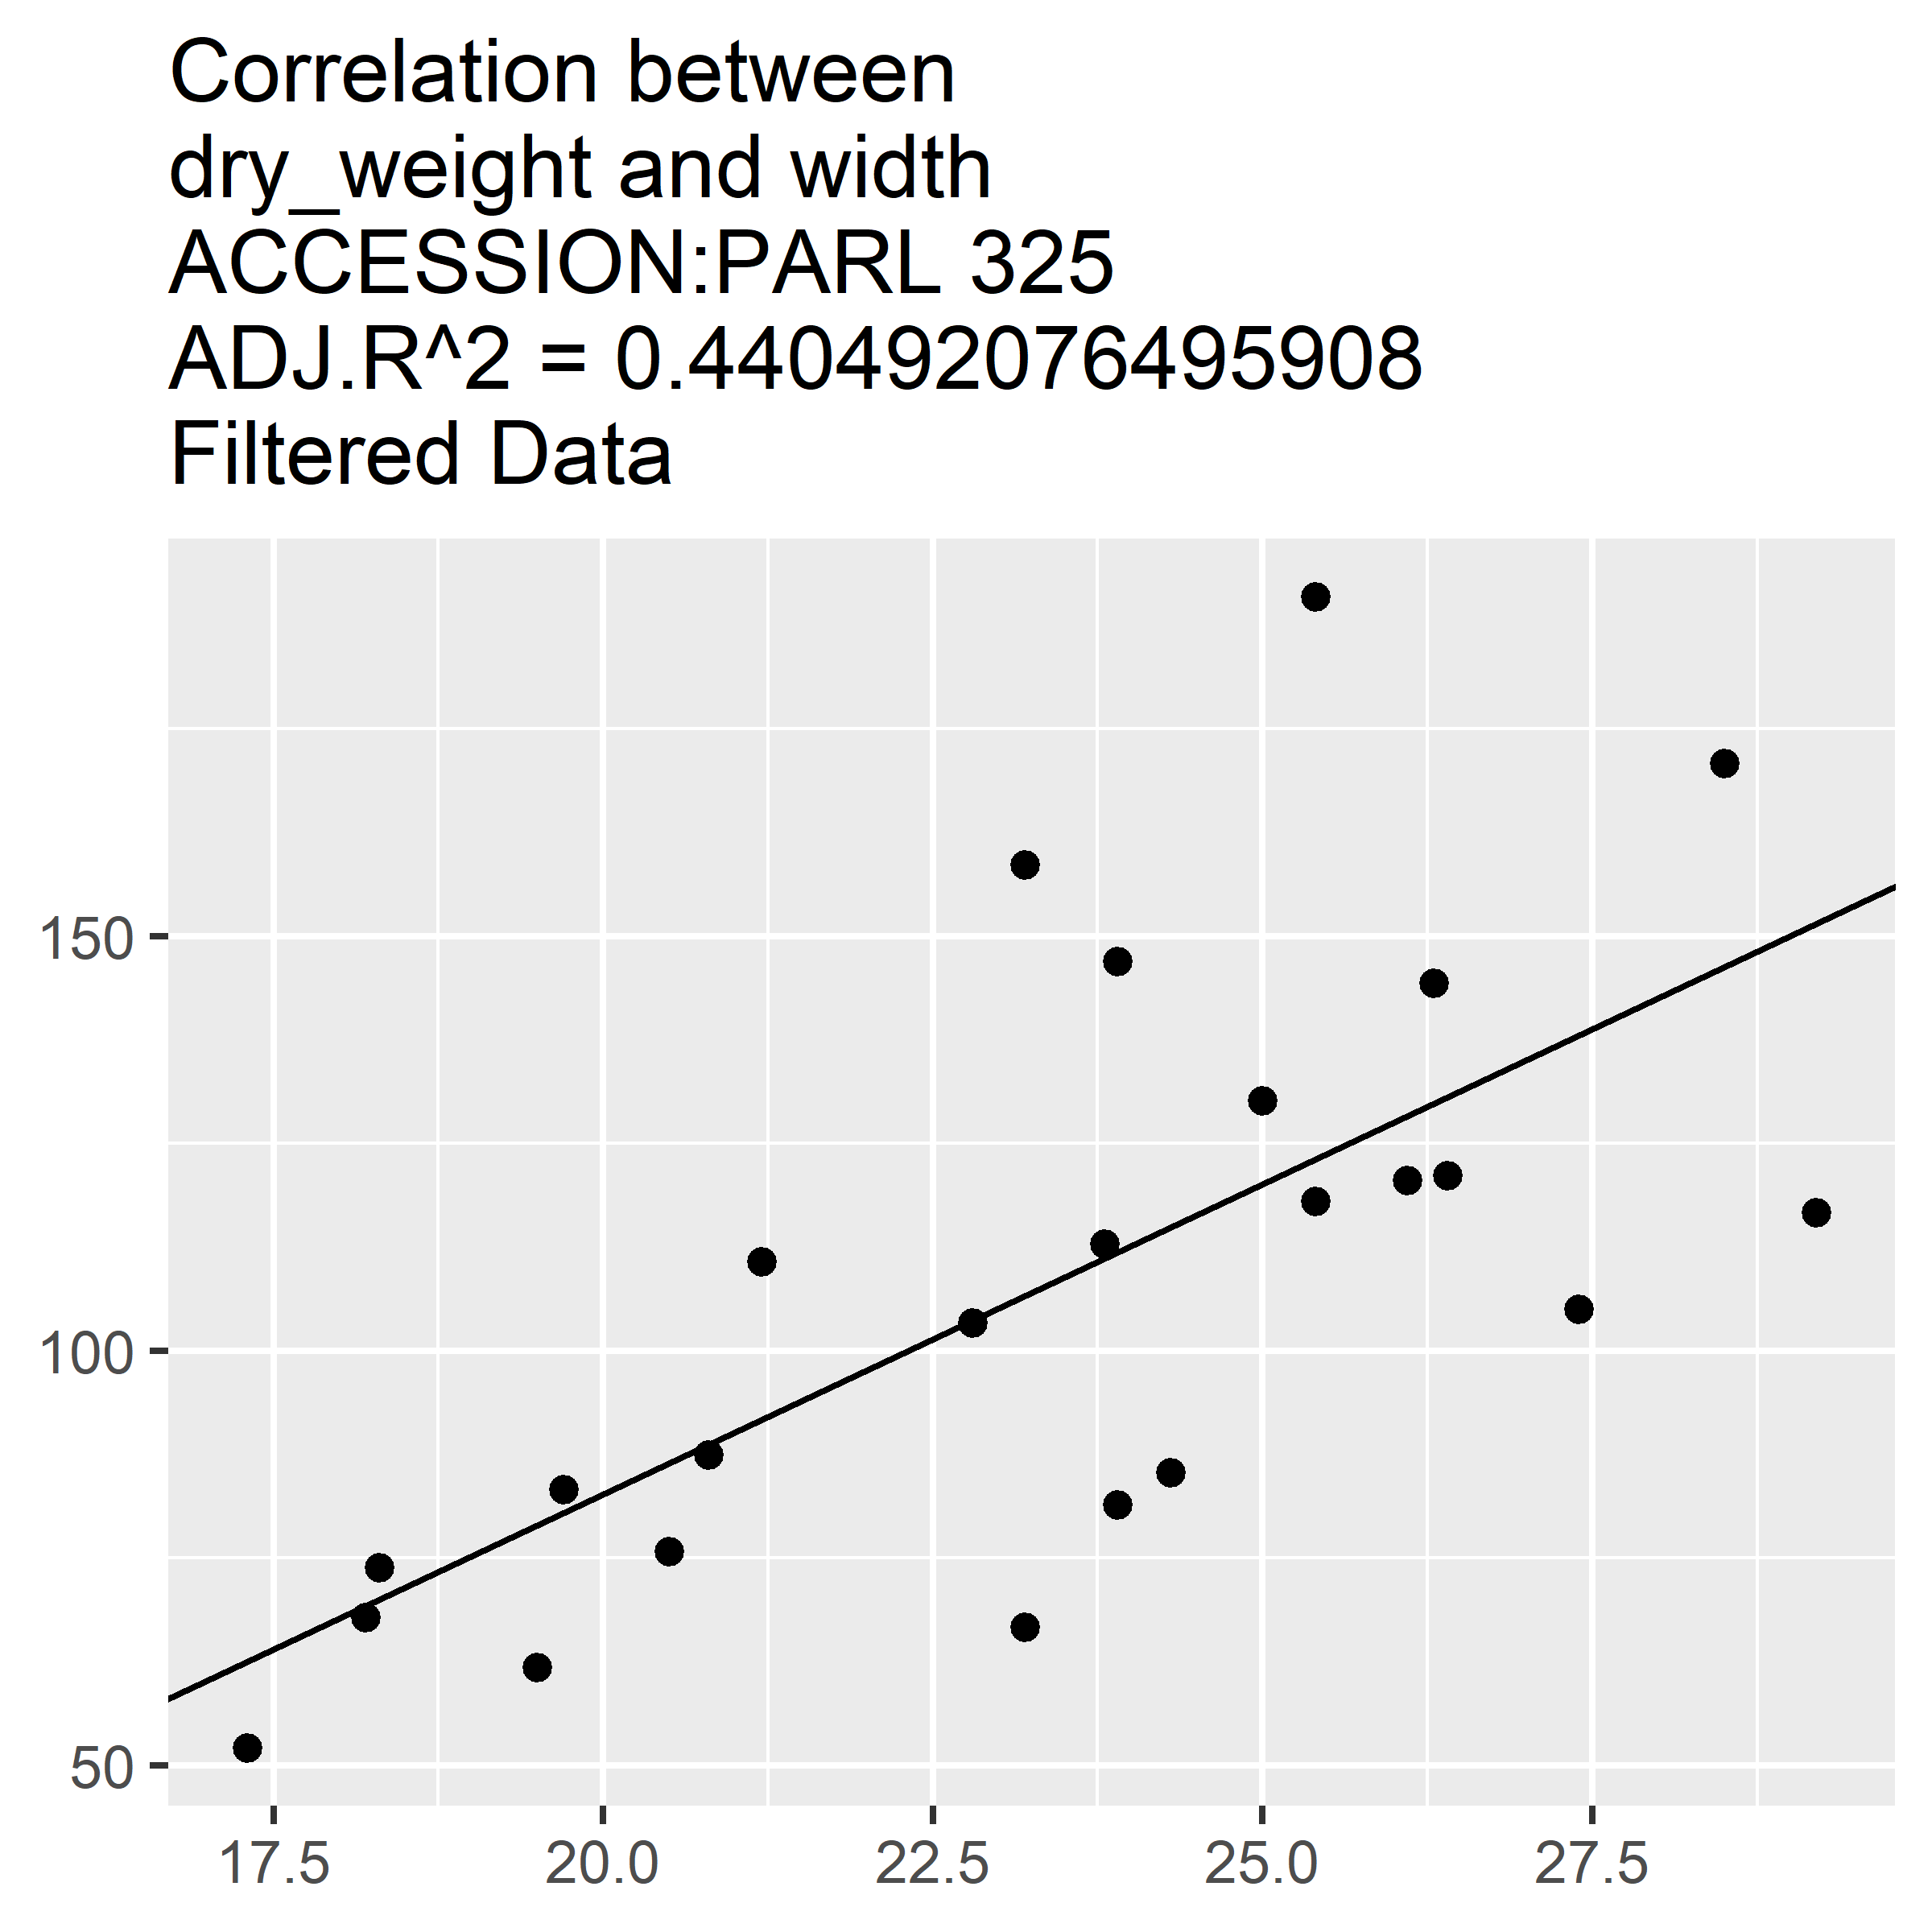 Correlation between
dry_weight and width
ACCESSION:PARL 325
ADJ.R^2 = 0.440492076495908
Filtered Data
150
100
50
17.5 20.0 22.5 25.0 27.5